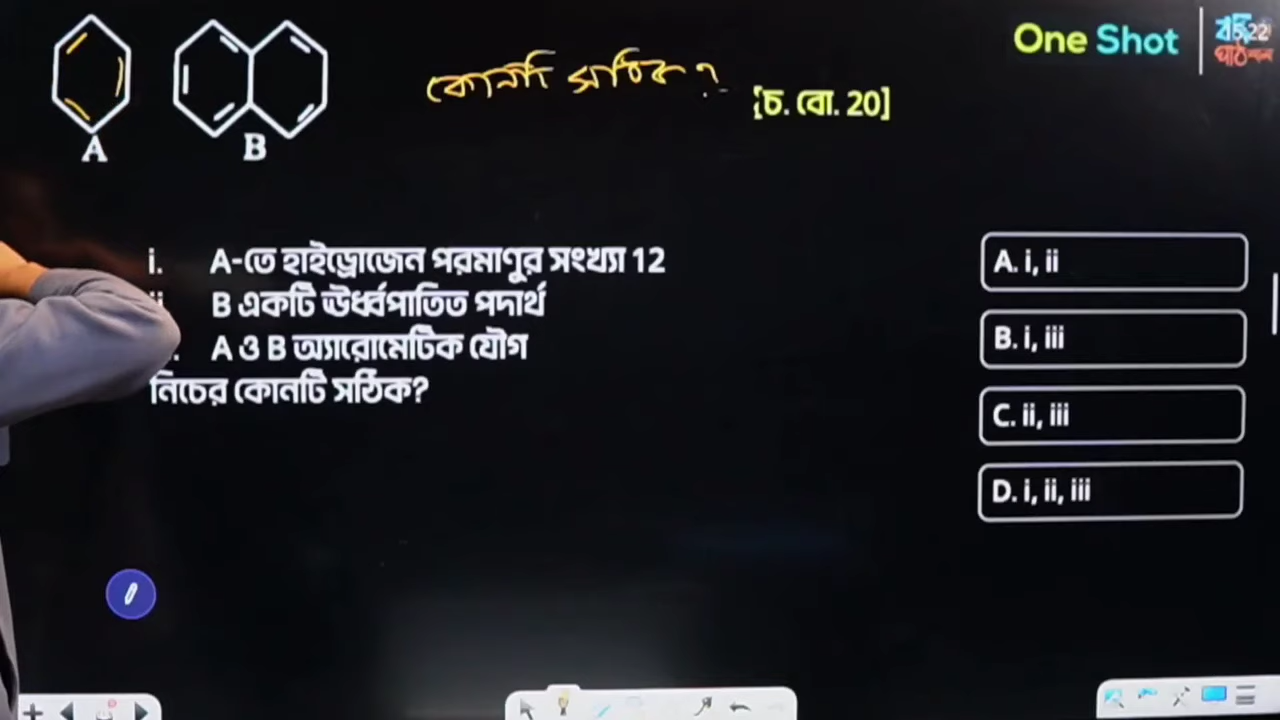 One Shot
কোনটি সঠিক?
[চ. বো. 20]
A
B
i. A-তে হাইড্রোজেন পরমাণুর সংখ্যা 12
B একটি ঊর্ধ্বপাতিত পদার্থ
A ও B অ্যারোমেটিক যৌগ
নিচের কোনটি সঠিক?
A. i, ii
B. i, iii
C. ii, iii
D. i, ii, iii